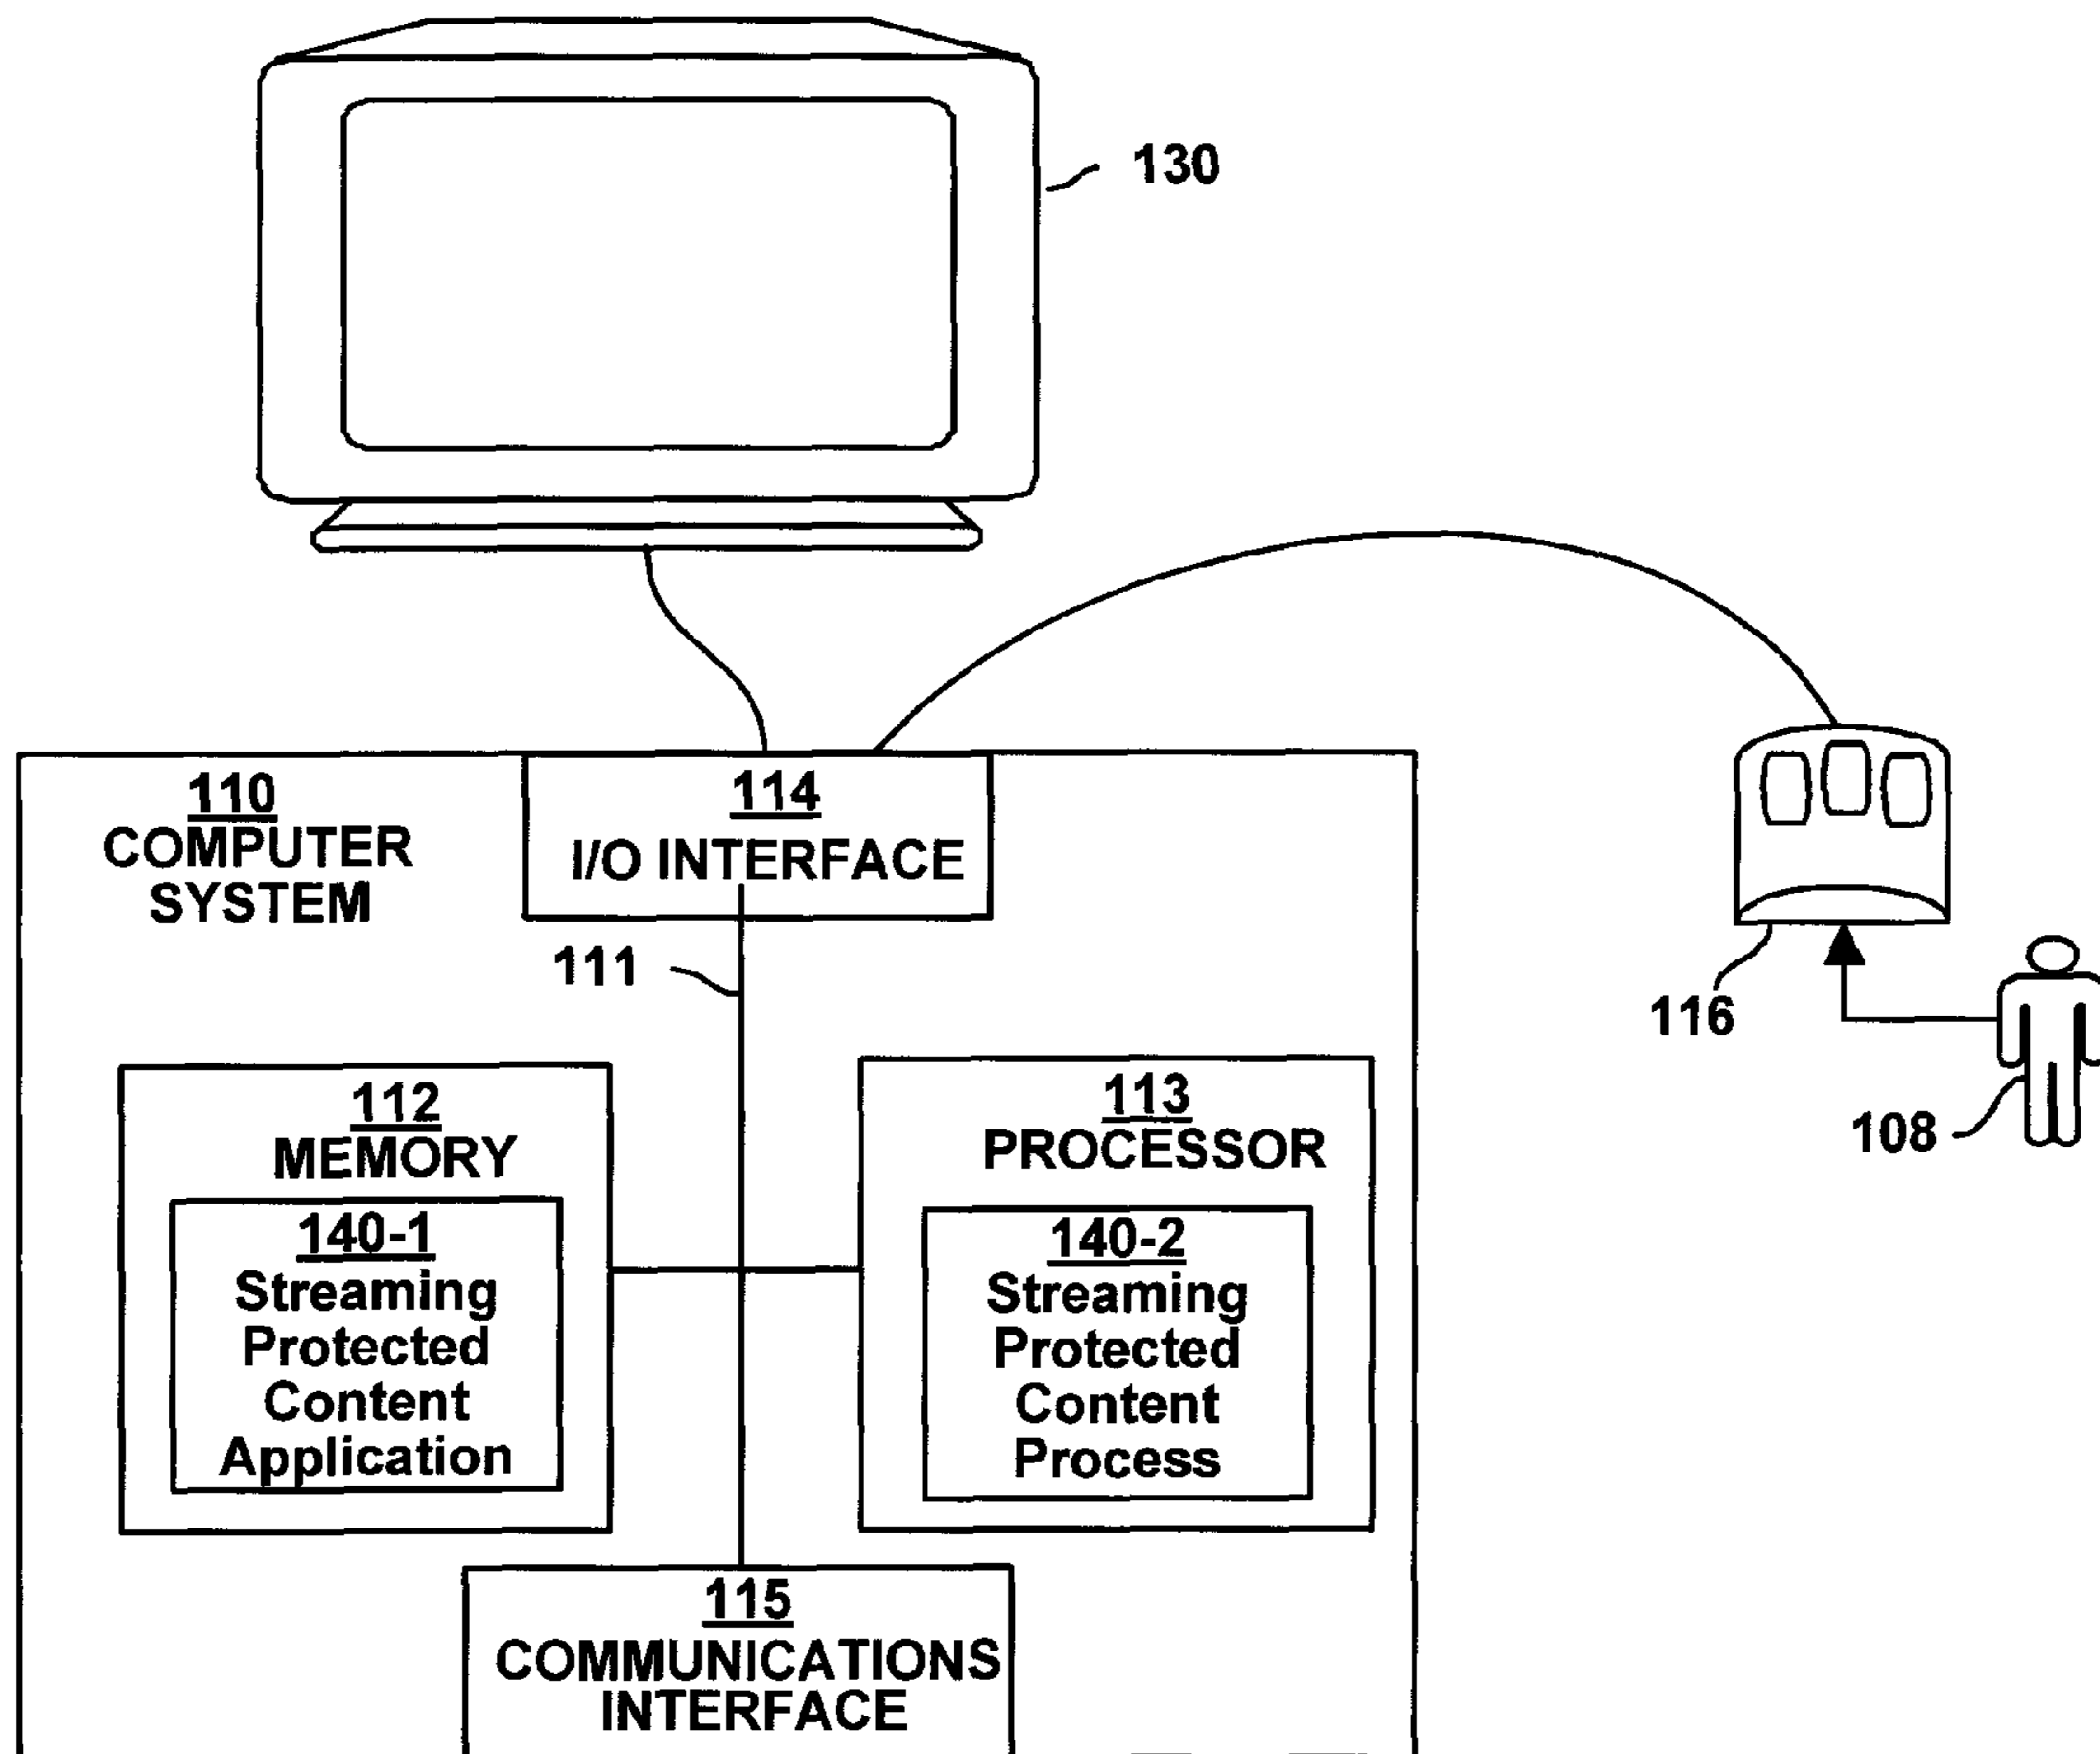 130
110
COMPUTER
SYSTEM
114
I/O INTERFACE
111
116
108
112
MEMORY
140-1
Streaming
Protected
Content
Application
113
PROCESSOR
140-2
Streaming
Protected
Content
Process
115
COMMUNICATIONS
INTERFACE